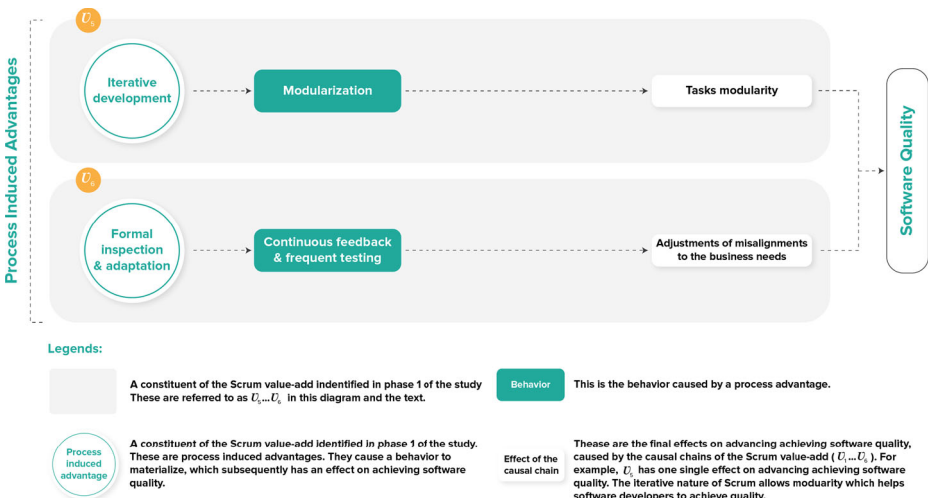 Process Induced Advantages
Ʊ5
Iterative
development
Modularization
Tasks modularity
Ʊ6
Formal
inspection
& adaptation
Continuous feedback
& frequent testing
Adjustments of misalignments
to the business needs
Software Quality
Legends:
A constituent of the Scrum value-add indentified in phase 1 of the study
These are referred to as Ʊ5...Ʊ6 in this diagram and the text.
Behavior
This is the behavior caused by a process advantage.
Process
induced
advantage
A constituent of the Scrum value-add identified in phase 1 of the study.
These are process induced advantages. They cause a behavior to
materialize, which subsequently has an effect on achieving software
quality.
Effect of the
causal chain
Thease are the final effects on advancing achieving software quality,
caused by the causal chains of the Scrum value-add ( Ʊ1...Ʊ6 ). For
example, Ʊ5 has one single effect on advancing achieving software
quality. The iterative nature of Scrum allows moduarity which helps
software developers to achieve quality.